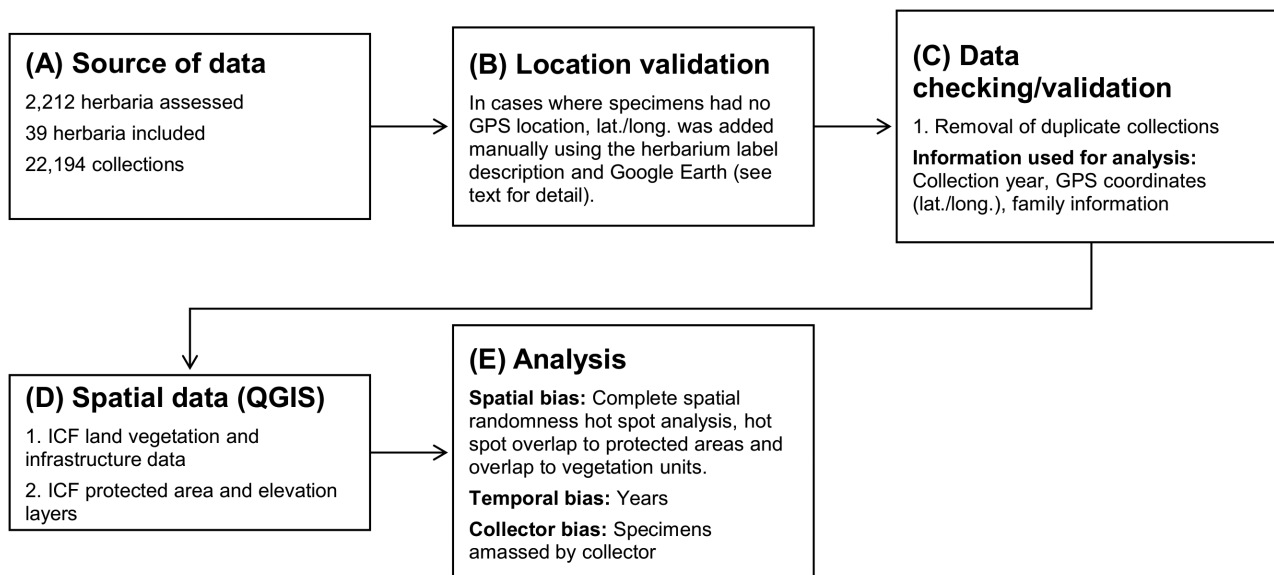 (A) Source of data
2,212 herbaria assessed
39 herbaria included
22,194 collections
(B) Location validation
In cases where specimens had no
GPS location, lat./long. was added
manually using the herbarium label
description and Google Earth (see
text for detail).
(C) Data
checking/validation
1. Removal of duplicate collections
Information used for analysis:
Collection year, GPS coordinates
(lat./long.), family information
(D) Spatial data (QGIS)
1. ICF land vegetation and
infrastructure data
2. ICF protected area and elevation
layers
(E) Analysis
Spatial bias: Complete spatial
randomness hot spot analysis, hot
spot overlap to protected areas and
overlap to vegetation units.
Temporal bias: Years
Collector bias: Specimens
amassed by collector